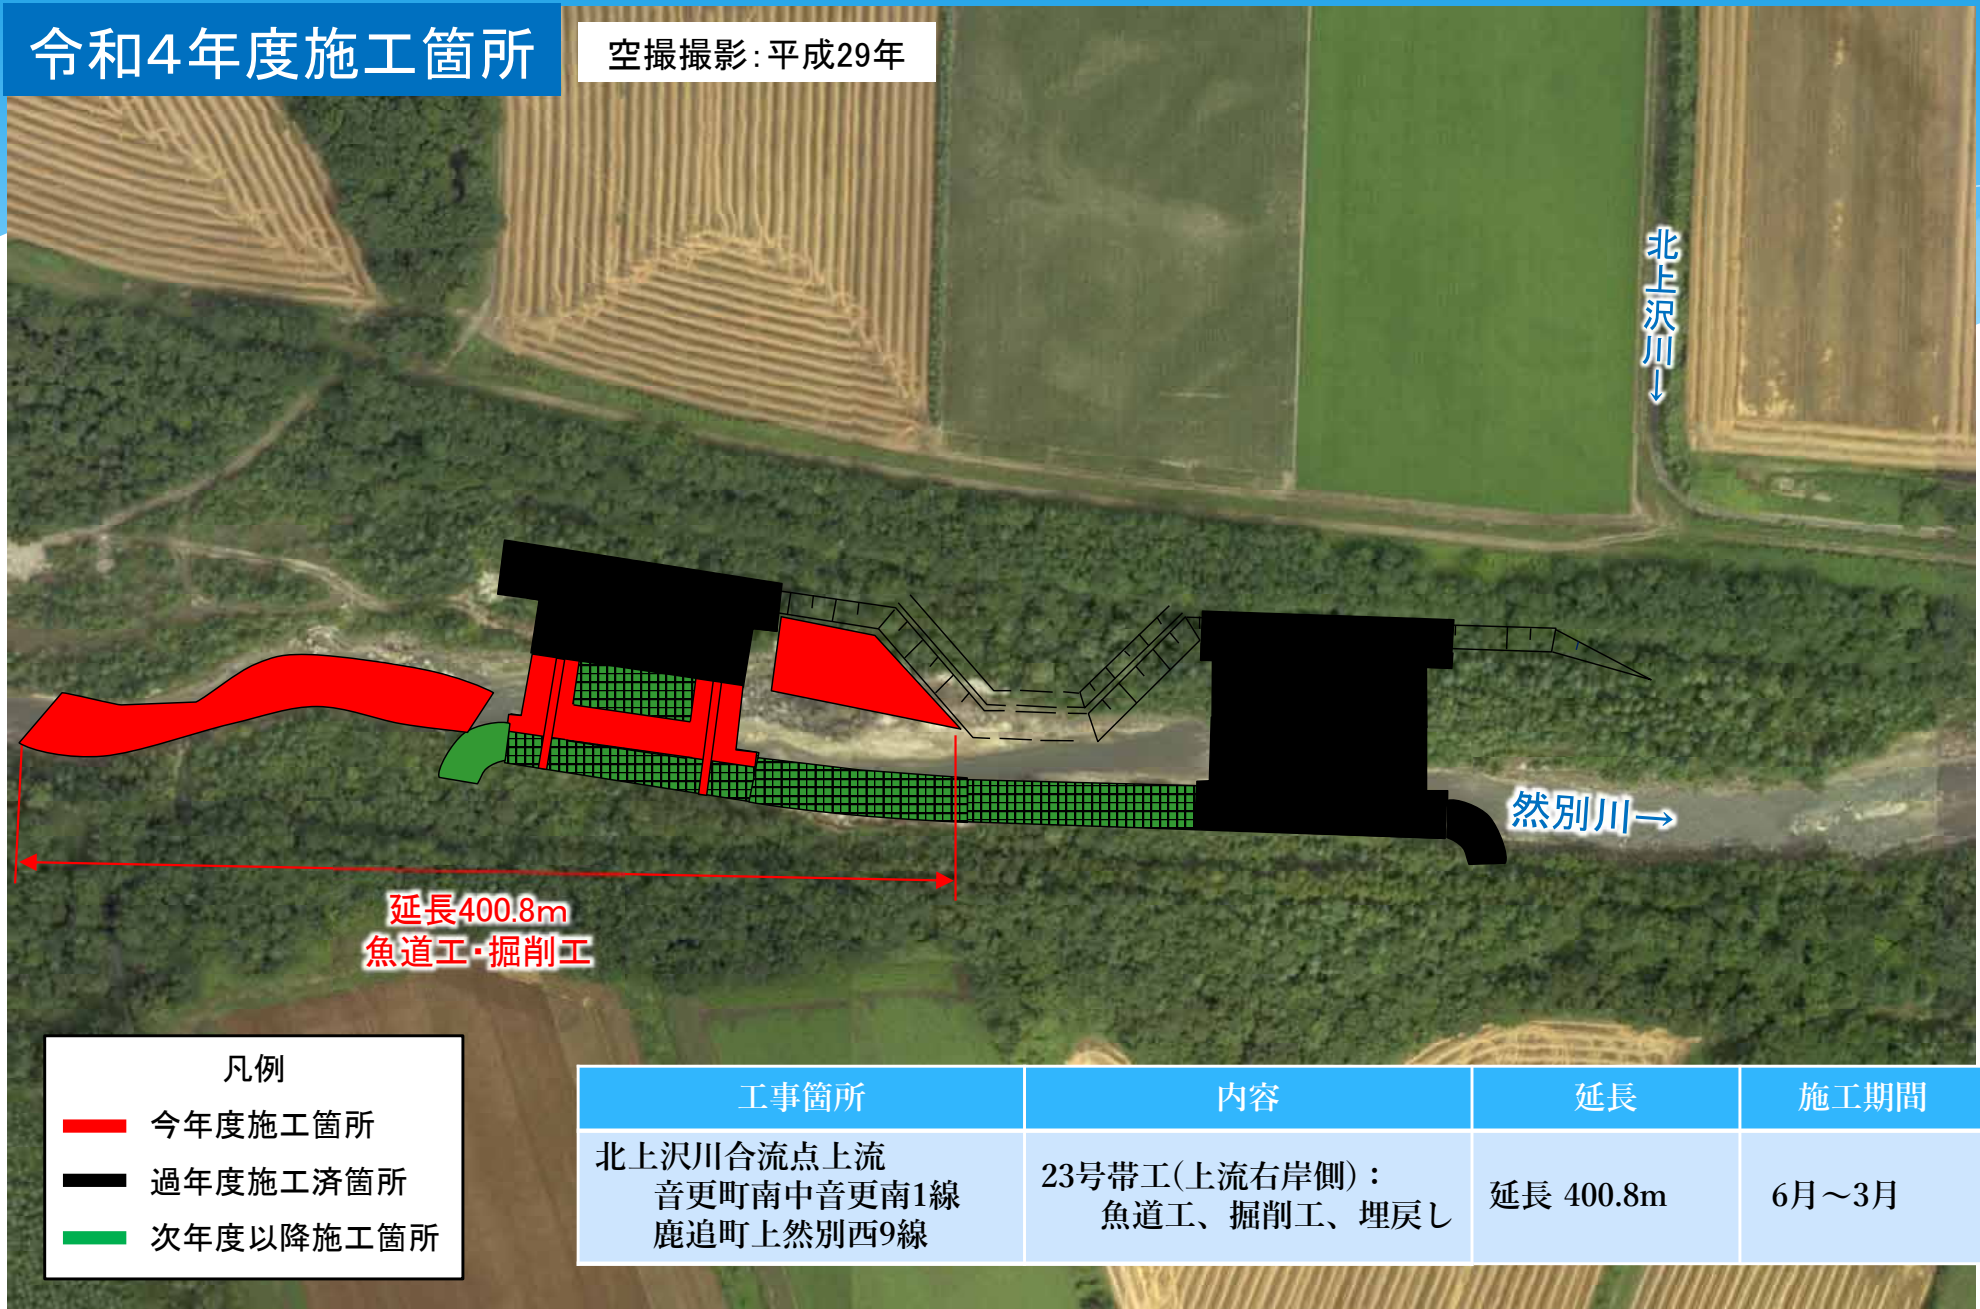 令和4年度施工箇所
空撮撮影:平成29年
北上沢川→
然別川→
延長400.8m
魚道工・掘削工
凡例
今年度施工箇所
過年度施工済箇所
次年度以降施工箇所
工事箇所
内容
延長
施工期間
北上沢川合流点上流
音更町南中音更南1線
鹿追町上然別西9線
23号帯工(上流右岸側)：
魚道工、掘削工、埋戻し
延長 400.8m
6月～3月